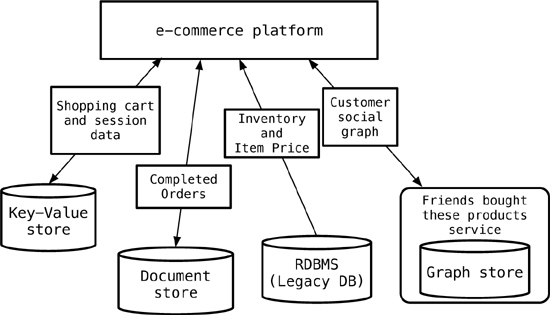 e-commerce platform
Shopping cart
and session
data
Completed
Orders
Inventory
and
Item Price
Customer
social
graph
Key-Value
store
Document
store
RDBMS
(Legacy DB)
Friends bought
these products
service
Graph store